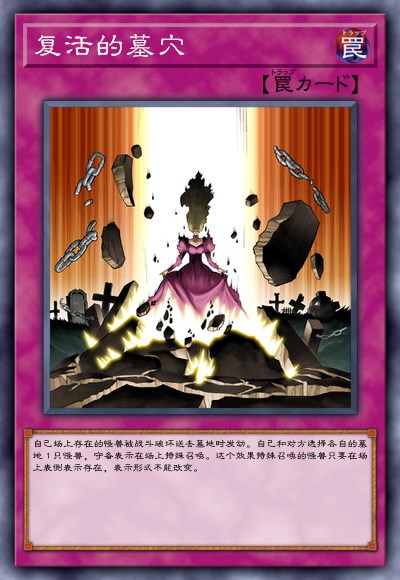 复活的墓穴
トラップ
罠
トラップ
【罠カード】
自己场上存在的怪兽被战斗破坏送去墓地时发动。自己和对方选择各自的墓
地1只怪兽，守备表示在场上特殊召唤。这个效果特殊召唤的怪兽只要在场
上表侧表示存在，表示形式不能改变。